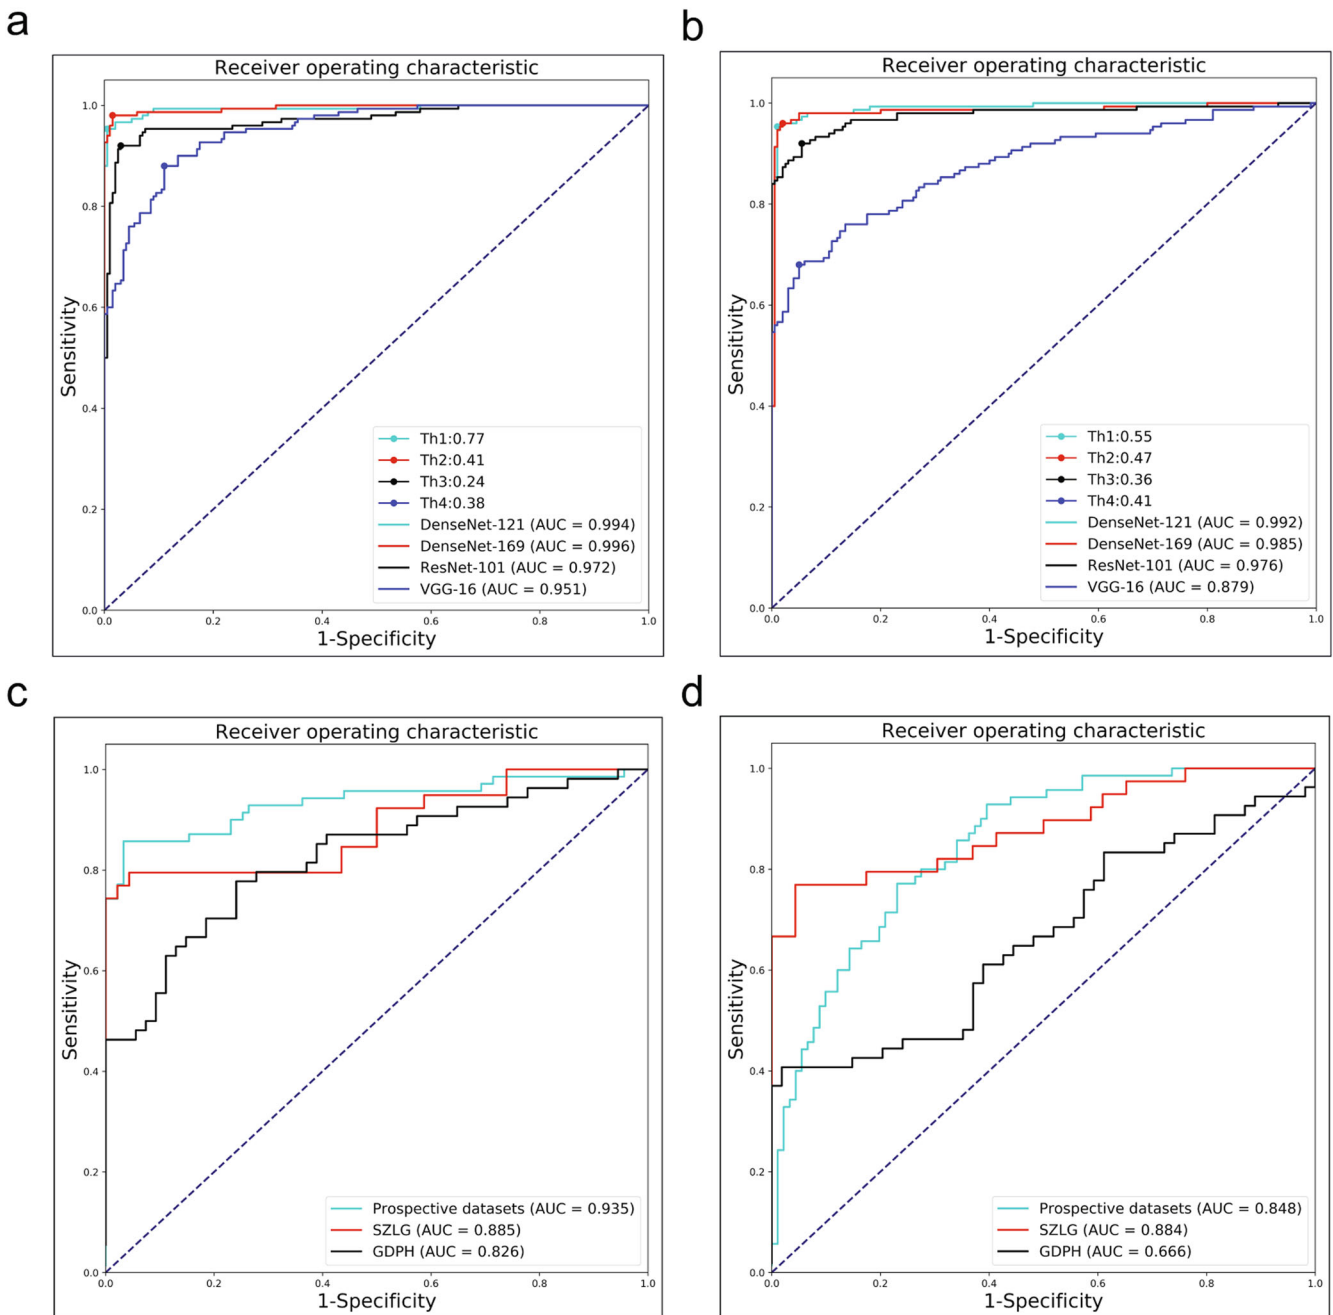 a
Receiver operating characteristic
1.0
0.8
0.6
0.4
0.2
0.0
Sensitivity
Th1:0.77
Th2:0.41
Th3:0.24
Th4:0.38
DenseNet-121 (AUC = 0.994)
DenseNet-169 (AUC = 0.996)
ResNet-101 (AUC = 0.972)
VGG-16 (AUC = 0.951)
0.0 0.2 0.4 0.6 0.8 1.0
1-Specificity
b
Receiver operating characteristic
1.0
0.8
0.6
0.4
0.2
0.0
Sensitivity
Th1:0.55
Th2:0.47
Th3:0.36
Th4:0.41
DenseNet-121 (AUC = 0.992)
DenseNet-169 (AUC = 0.985)
ResNet-101 (AUC = 0.976)
VGG-16 (AUC = 0.879)
0.0 0.2 0.4 0.6 0.8 1.0
1-Specificity
c
Receiver operating characteristic
1.0
0.8
0.6
0.4
0.2
0.0
Sensitivity
Prospective datasets (AUC = 0.935)
SZLG (AUC = 0.885)
GDPH (AUC = 0.826)
0.0 0.2 0.4 0.6 0.8 1.0
1-Specificity
d
Receiver operating characteristic
1.0
0.8
0.6
0.4
0.2
0.0
Sensitivity
Prospective datasets (AUC = 0.848)
SZLG (AUC = 0.884)
GDPH (AUC = 0.666)
0.0 0.2 0.4 0.6 0.8 1.0
1-Specificity